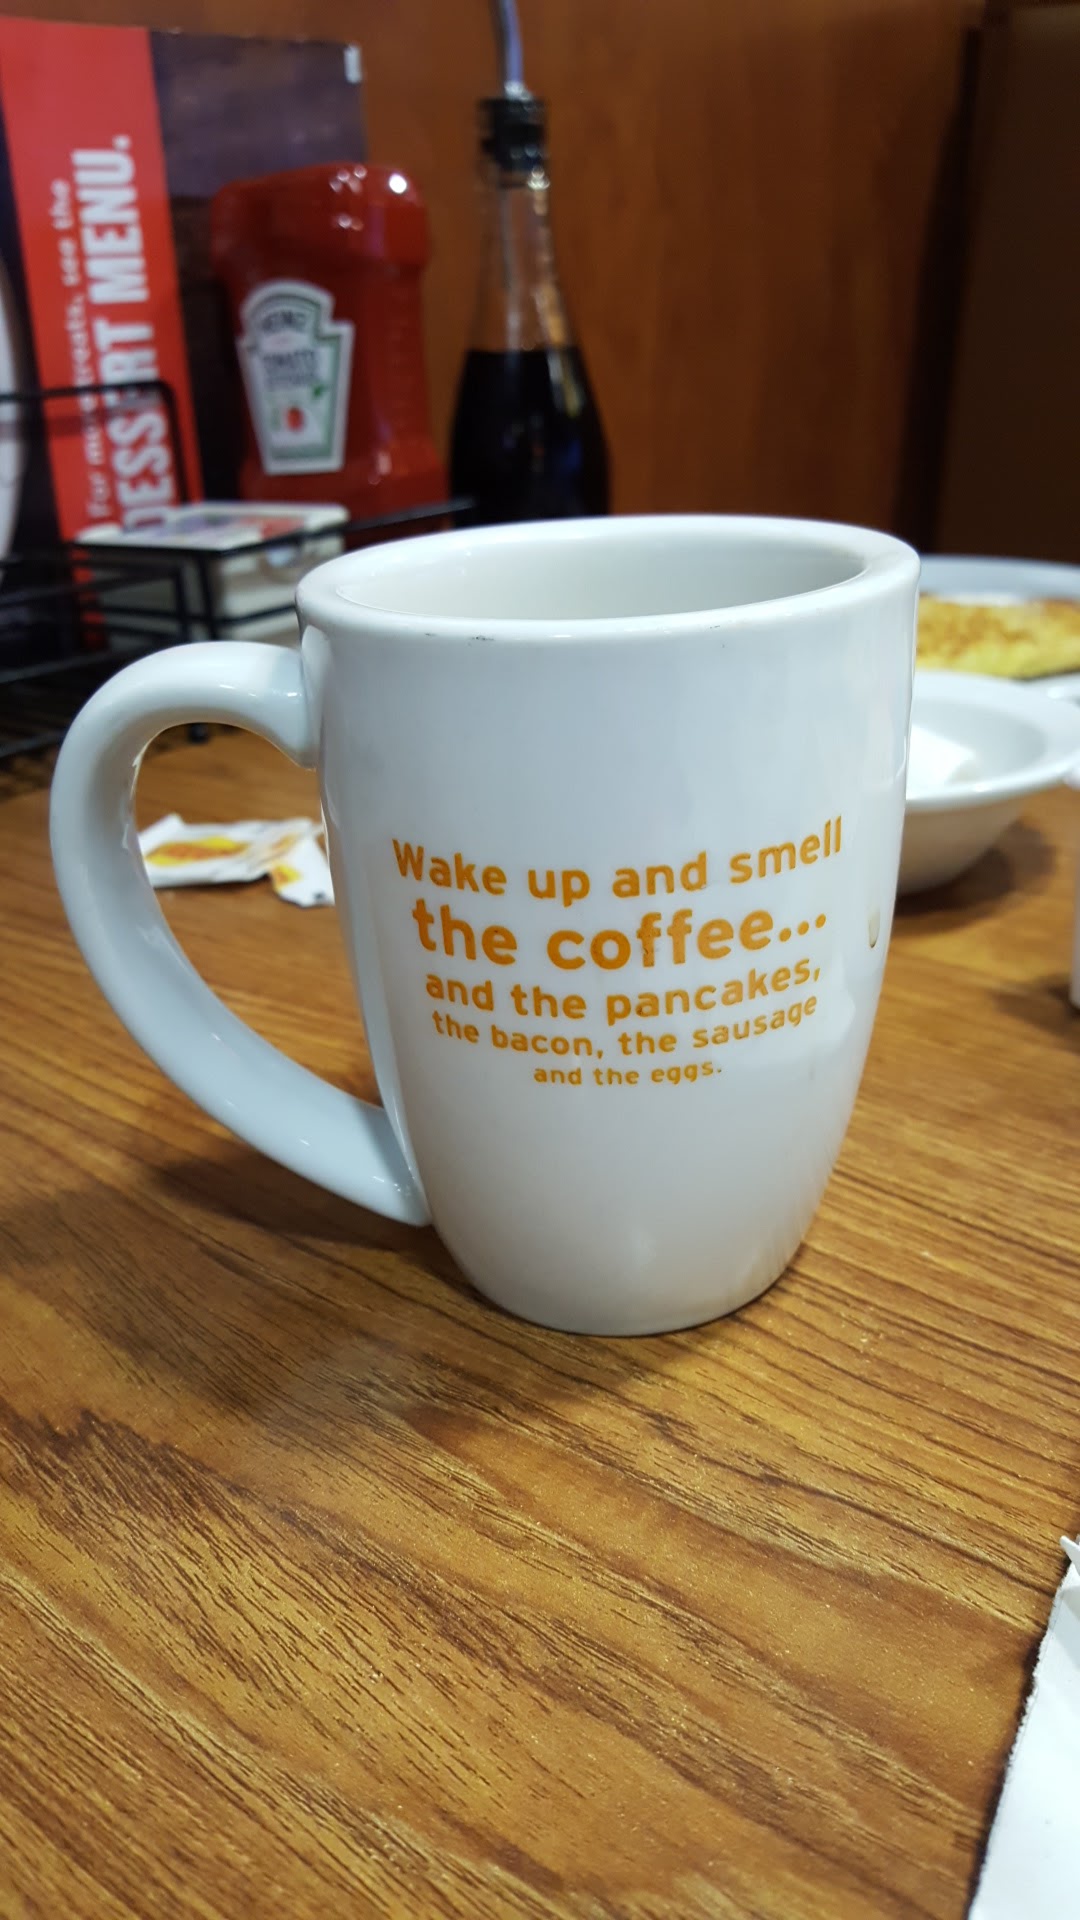 For more treats, see the
DESSERT MENU.
HEINZ
TOMATO
KETCHUP
Wake up and smell
the coffee...
and the pancakes,
the bacon, the sausage
and the eggs.